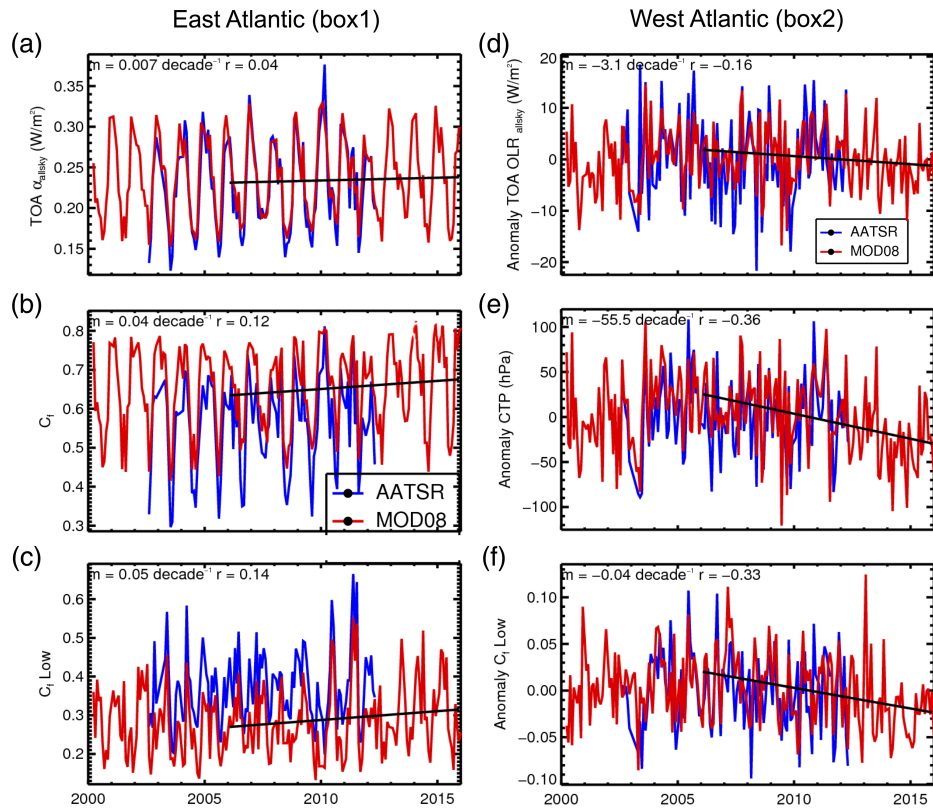 East Atlantic (box1)
West Atlantic (box2)
(a)
m = 0.007 decade⁻¹ r = 0.04
TOA α_allsky (W/m²)
0.35
0.30
0.25
0.20
0.15
(b)
m = 0.04 decade⁻¹ r = 0.12
C_f
0.8
0.7
0.6
0.5
0.4
0.3
AATSR
MOD08
(c)
m = 0.05 decade⁻¹ r = 0.14
C_f Low
0.6
0.5
0.4
0.3
0.2
2000
2005
2010
2015
(d)
m = −3.1 decade⁻¹ r = −0.16
Anomaly TOA OLR_allsky (W/m²)
20
10
0
−10
−20
AATSR
MOD08
(e)
m = −55.5 decade⁻¹ r = −0.36
Anomaly CTP (hPa)
100
50
0
−50
−100
(f)
m = −0.04 decade⁻¹ r = −0.33
Anomaly C_f Low
0.10
0.05
0.00
−0.05
−0.10
2000
2005
2010
2015